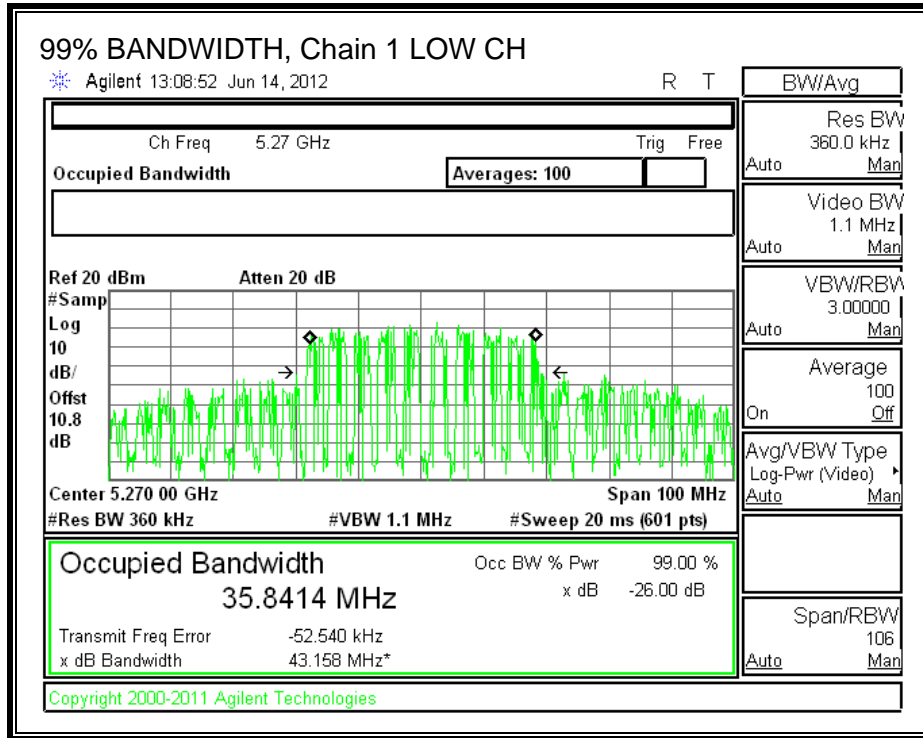 99% BANDWIDTH, Chain 1 LOW CH
Agilent 13:08:52 Jun 14, 2012 R T
Ch Freq 5.27 GHz Trig Free
Occupied Bandwidth Averages: 100
Ref 20 dBm Atten 20 dB
#Samp
Log
10
dB/
Offst
10.8
dB
Center 5.270 00 GHz Span 100 MHz
#Res BW 360 kHz #VBW 1.1 MHz #Sweep 20 ms (601 pts)
Occupied Bandwidth Occ BW % Pwr 99.00 %
35.8414 MHz x dB -26.00 dB
Transmit Freq Error -52.540 kHz
x dB Bandwidth 43.158 MHz*
Copyright 2000-2011 Agilent Technologies
BW/Avg
Res BW
360.0 kHz
Auto Man
Video BW
1.1 MHz
Auto Man
VBW/RBW
3.00000
Auto Man
Average
100
On Off
Avg/VBW Type
Log-Pwr (Video)
Auto Man
Span/RBW
106
Auto Man